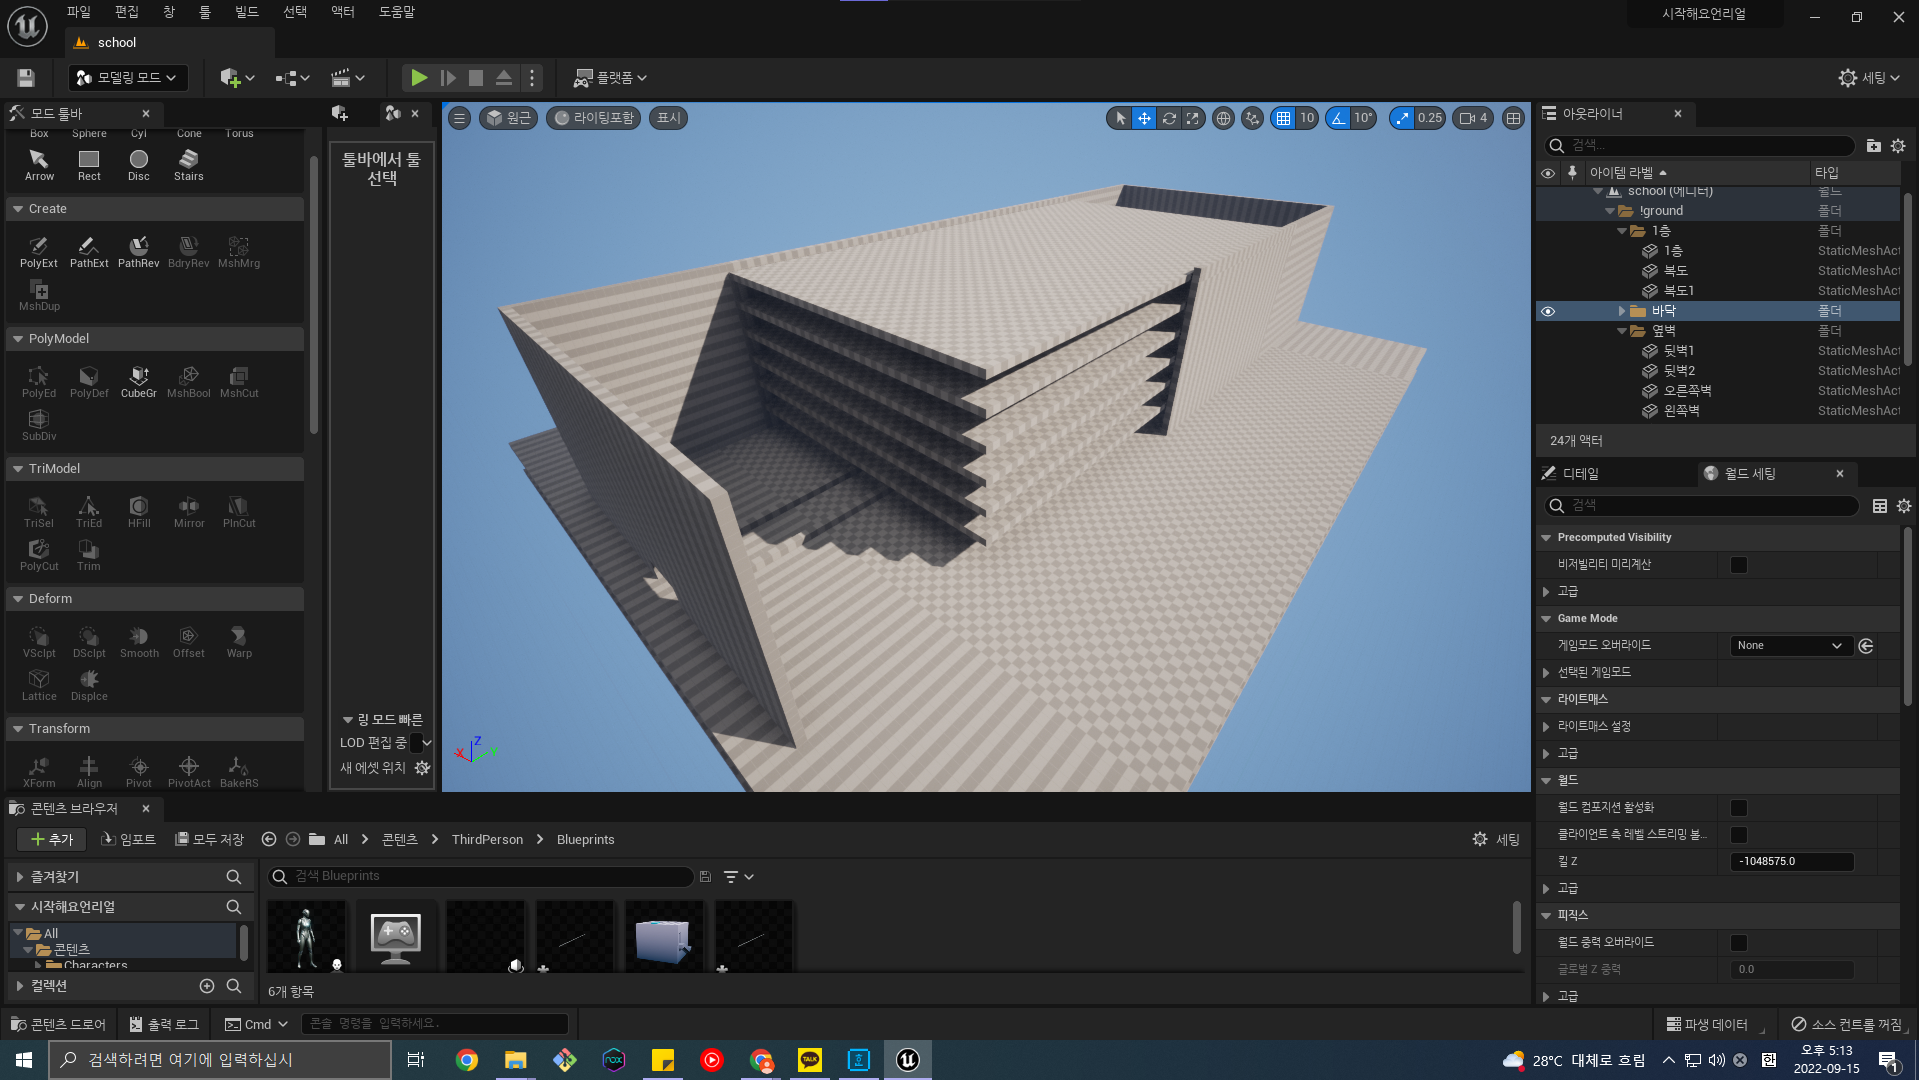 파일 편집 창 툴 빌드 선택 액터 도움말 시작해요언리얼
school
모델링 모드 플랫폼 세팅
모드 툴바
Box Sphere Cyl Cone Torus
Arrow Rect Disc Stairs
Create
PolyExt PathExt PathRev BdryRev MshMrg
MshDup
PolyModel
PolyEd PolyDef CubeGr MshBool MshCut
SubDiv
TriModel
TriSel TriEd HFill Mirror PlnCut
PolyCut Trim
Deform
VSclpt DSclpt Smooth Offset Warp
Lattice Displce
Transform
XForm Align Pivot PivotAct BakeRS
툴바에서 툴
선택
링 모드 빠른
LOD 편집 중
새 에셋 위치
원근 라이팅포함 표시 10 10° 0.25 4
X Z Y
아웃라이너
검색...
아이템 라벨 타입
school (에디터) 월드
!ground 폴더
1층 폴더
1층 StaticMeshAct
복도 StaticMeshAct
복도1 StaticMeshAct
바닥 폴더
옆벽 폴더
뒷벽1 StaticMeshAct
뒷벽2 StaticMeshAct
오른쪽벽 StaticMeshAct
왼쪽벽 StaticMeshAct
24개 액터
디테일 월드 세팅
검색
Precomputed Visibility
비저빌리티 미리계산
고급
Game Mode
게임모드 오버라이드 None
선택된 게임모드
라이트매스
라이트매스 설정
고급
월드
월드 컴포지션 활성화
클라이언트 측 레벨 스트리밍 볼...
킬 Z -1048575.0
고급
피직스
월드 중력 오버라이드
글로벌 Z 중력 0.0
고급
콘텐츠 브라우저
추가 임포트 모두 저장 All 콘텐츠 ThirdPerson Blueprints 세팅
즐겨찾기
시작해요언리얼
All
콘텐츠
Characters
컬렉션
검색 Blueprints
6개 항목
콘텐츠 드로어 출력 로그 Cmd 콘솔 명령을 입력하세요. 파생 데이터 소스 컨트롤 꺼짐
검색하려면 여기에 입력하십시 nox TALK 28°C 대체로 흐림 한 오후 5:13
2022-09-15 1